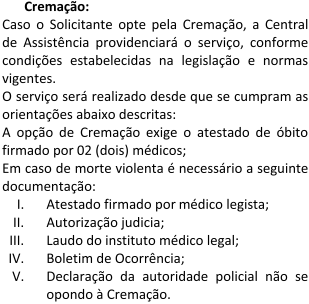 Cremação:
Caso o Solicitante opte pela Cremação, a Central
de Assistência providenciará o serviço, conforme
condições estabelecidas na legislação e normas
vigentes.
O serviço será realizado desde que se cumpram as
orientações abaixo descritas:
A opção de Cremação exige o atestado de óbito
firmado por 02 (dois) médicos;
Em caso de morte violenta é necessário a seguinte
documentação:
I. Atestado firmado por médico legista;
II. Autorização judicia;
III. Laudo do instituto médico legal;
IV. Boletim de Ocorrência;
V. Declaração da autoridade policial não se
opondo à Cremação.